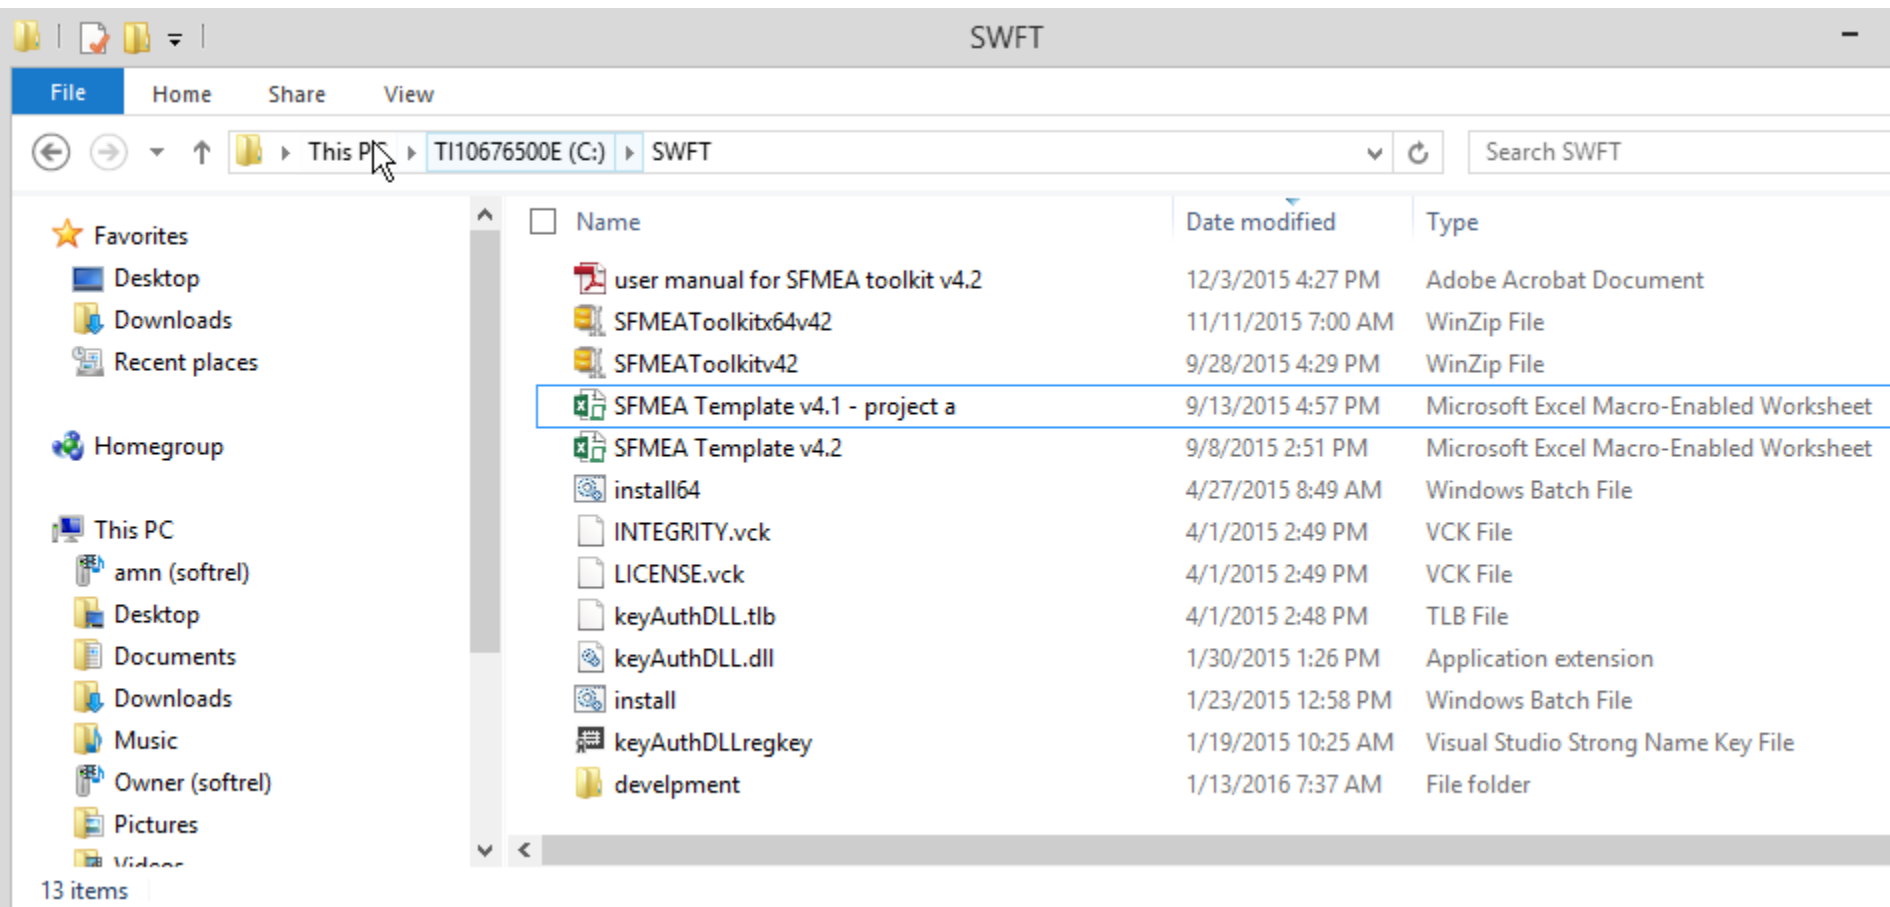 SWFT
File Home Share View
This PC TI10676500E (C:) SWFT Search SWFT
Name Date modified Type
Favorites
Desktop
Downloads
Recent places
Homegroup
This PC
amn (softrel)
Desktop
Documents
Downloads
Music
Owner (softrel)
Pictures
Videos
user manual for SFMEA toolkit v4.2 12/3/2015 4:27 PM Adobe Acrobat Document
SFMEAToolkitx64v42 11/11/2015 7:00 AM WinZip File
SFMEAToolkitv42 9/28/2015 4:29 PM WinZip File
SFMEA Template v4.1 - project a 9/13/2015 4:57 PM Microsoft Excel Macro-Enabled Worksheet
SFMEA Template v4.2 9/8/2015 2:51 PM Microsoft Excel Macro-Enabled Worksheet
install64 4/27/2015 8:49 AM Windows Batch File
INTEGRITY.vck 4/1/2015 2:49 PM VCK File
LICENSE.vck 4/1/2015 2:49 PM VCK File
keyAuthDLL.tlb 4/1/2015 2:48 PM TLB File
keyAuthDLL.dll 1/30/2015 1:26 PM Application extension
install 1/23/2015 12:58 PM Windows Batch File
keyAuthDLLregkey 1/19/2015 10:25 AM Visual Studio Strong Name Key File
develpment 1/13/2016 7:37 AM File folder
13 items